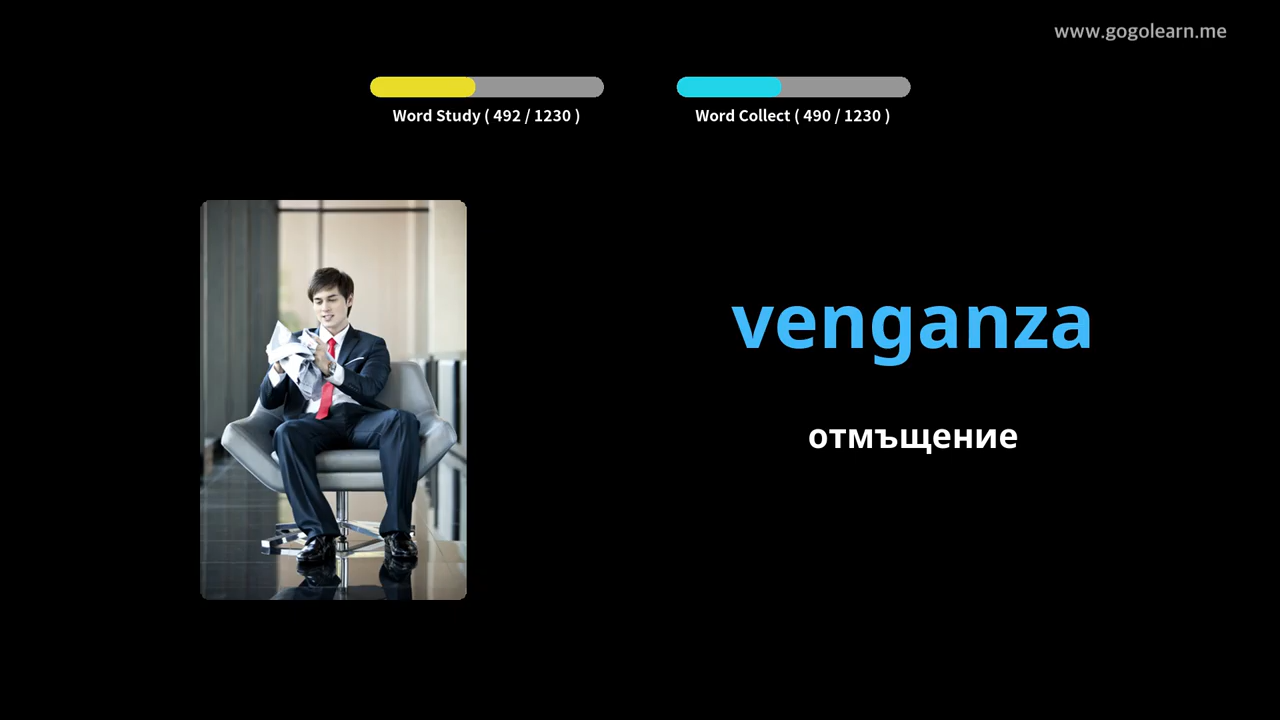 www.gogolearn.me
Word Study ( 492 / 1230 )
Word Collect ( 490 / 1230 )
venganza
отмъщение